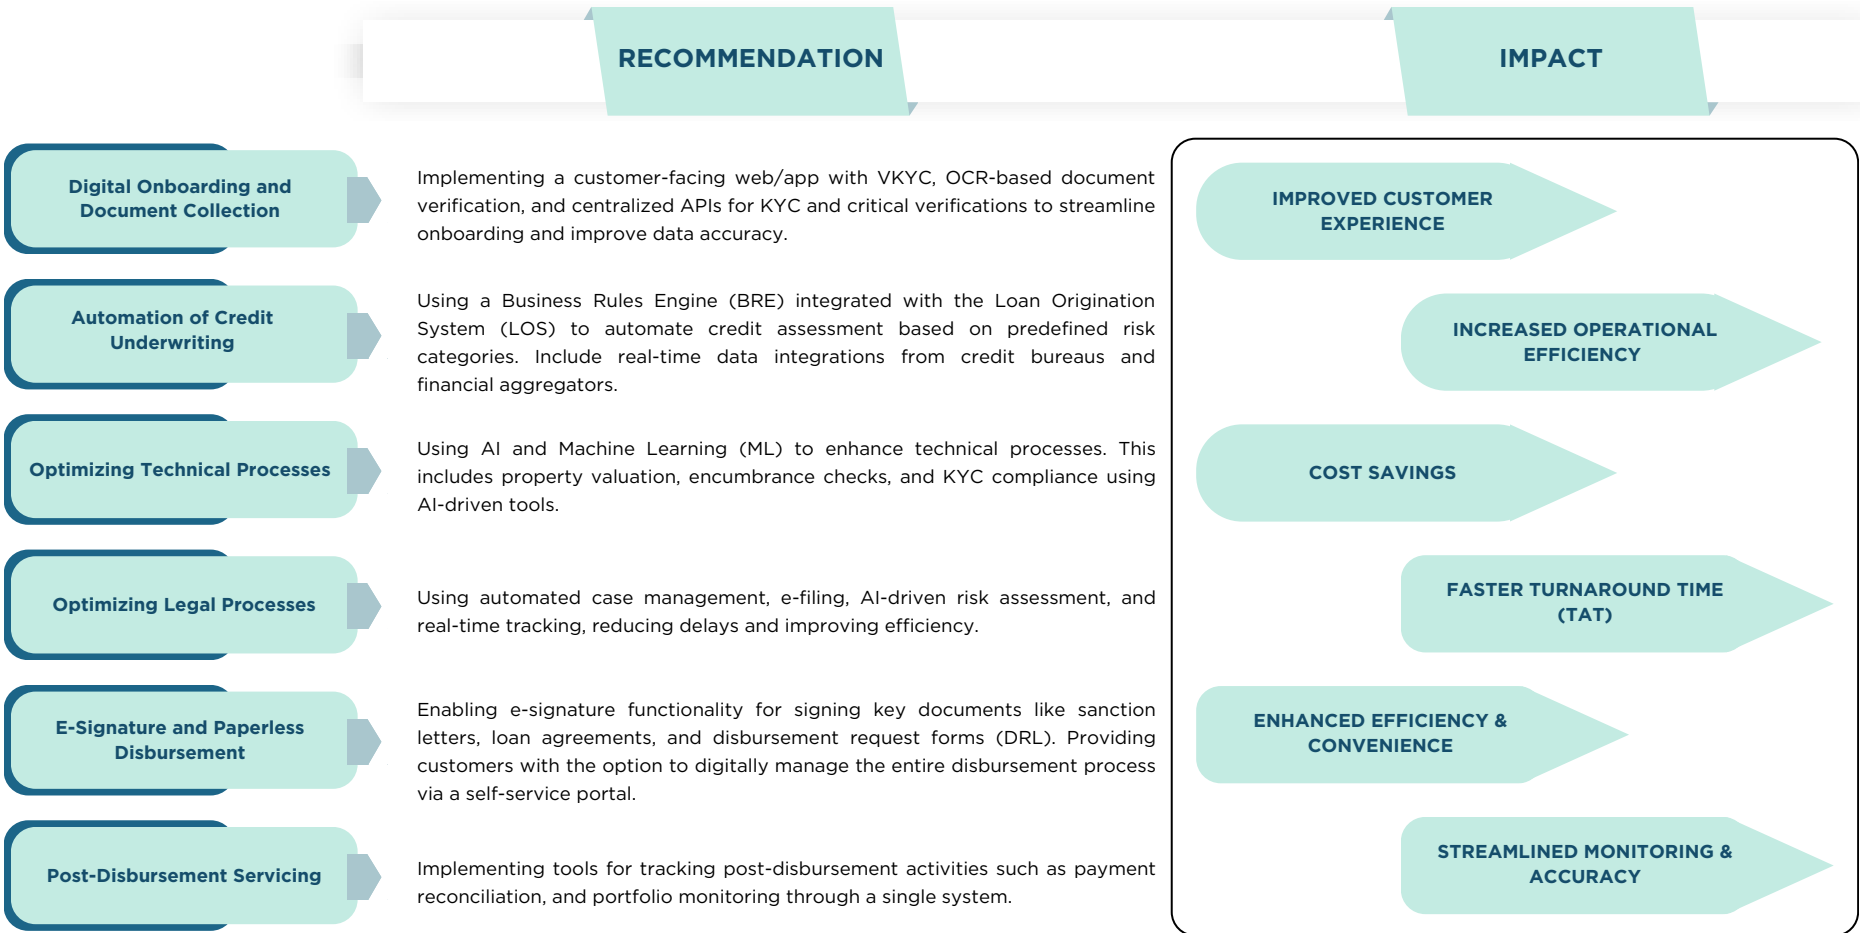 RECOMMENDATION
IMPACT
Digital Onboarding and
Document Collection
Implementing a customer-facing web/app with VKYC, OCR-based document
verification, and centralized APIs for KYC and critical verifications to streamline
onboarding and improve data accuracy.
IMPROVED CUSTOMER
EXPERIENCE
Automation of Credit
Underwriting
Using a Business Rules Engine (BRE) integrated with the Loan Origination
System (LOS) to automate credit assessment based on predefined risk
categories. Include real-time data integrations from credit bureaus and
financial aggregators.
INCREASED OPERATIONAL
EFFICIENCY
Optimizing Technical Processes
Using AI and Machine Learning (ML) to enhance technical processes. This
includes property valuation, encumbrance checks, and KYC compliance using
AI-driven tools.
COST SAVINGS
Optimizing Legal Processes
Using automated case management, e-filing, AI-driven risk assessment, and
real-time tracking, reducing delays and improving efficiency.
FASTER TURNAROUND TIME
(TAT)
E-Signature and Paperless
Disbursement
Enabling e-signature functionality for signing key documents like sanction
letters, loan agreements, and disbursement request forms (DRL). Providing
customers with the option to digitally manage the entire disbursement process
via a self-service portal.
ENHANCED EFFICIENCY &
CONVENIENCE
Post-Disbursement Servicing
Implementing tools for tracking post-disbursement activities such as payment
reconciliation, and portfolio monitoring through a single system.
STREAMLINED MONITORING &
ACCURACY